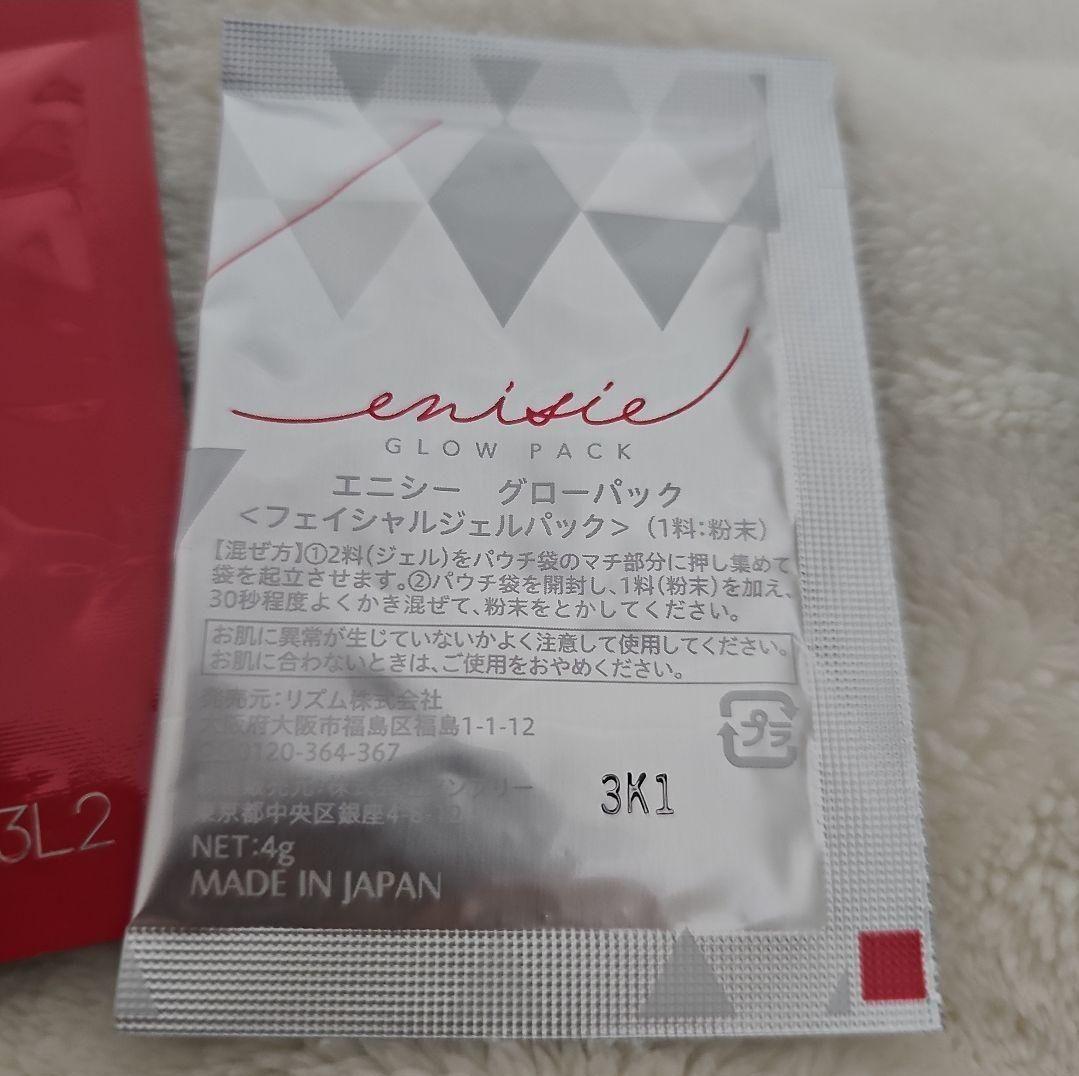 enisie
GLOW PACK
エニシー グローパック
<フェイシャルジェルパック>(1料:粉末)
【混ぜ方】①2料(ジェル)をパウチ袋のマチ部分に押し集めて
袋を起立させます。②パウチ袋を開封し、1料(粉末)を加え、
30秒程度よくかき混ぜて、粉末をとかしてください。
お肌に異常が生じていないかよく注意して使用してください。
お肌に合わないときは、ご使用をおやめください。
発売元:リズム株式会社
大阪府大阪市福島区福島1-1-12
0120-364-367
東京都中央区銀座4-
プラ
3K1
NET:4g
MADE IN JAPAN
3L2